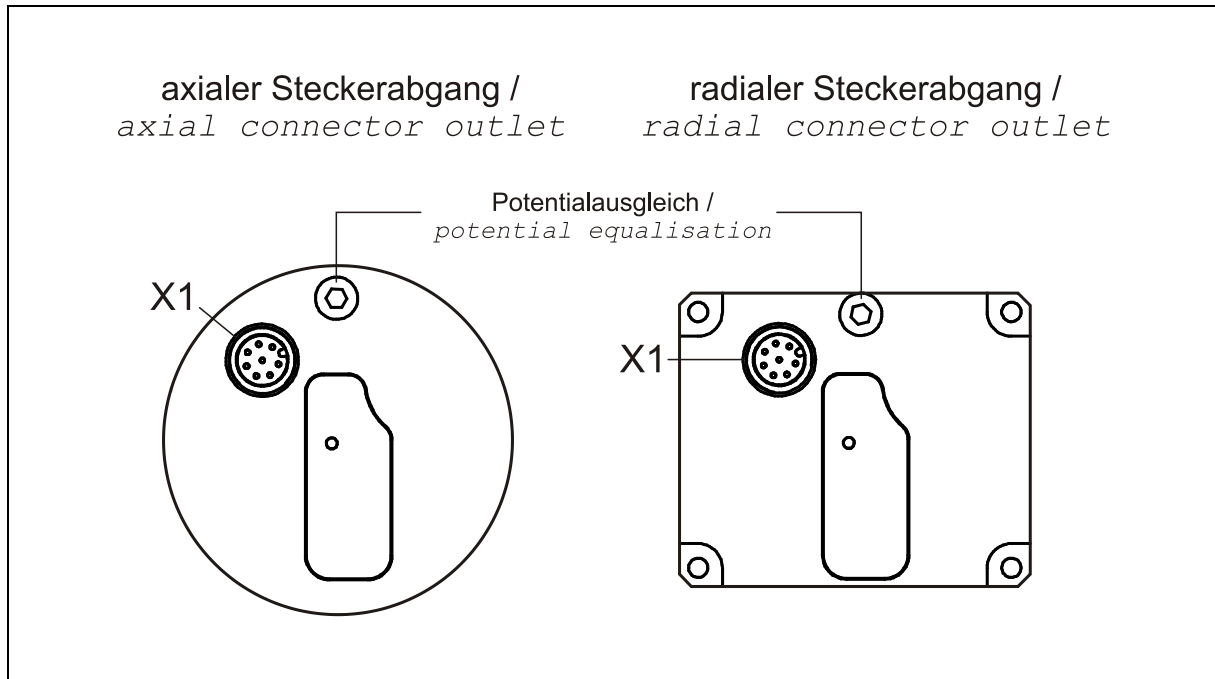 axialer Steckerabgang /
axial connector outlet
radialer Steckerabgang /
radial connector outlet
Potentialausgleich /
potential equalisation
X1
X1